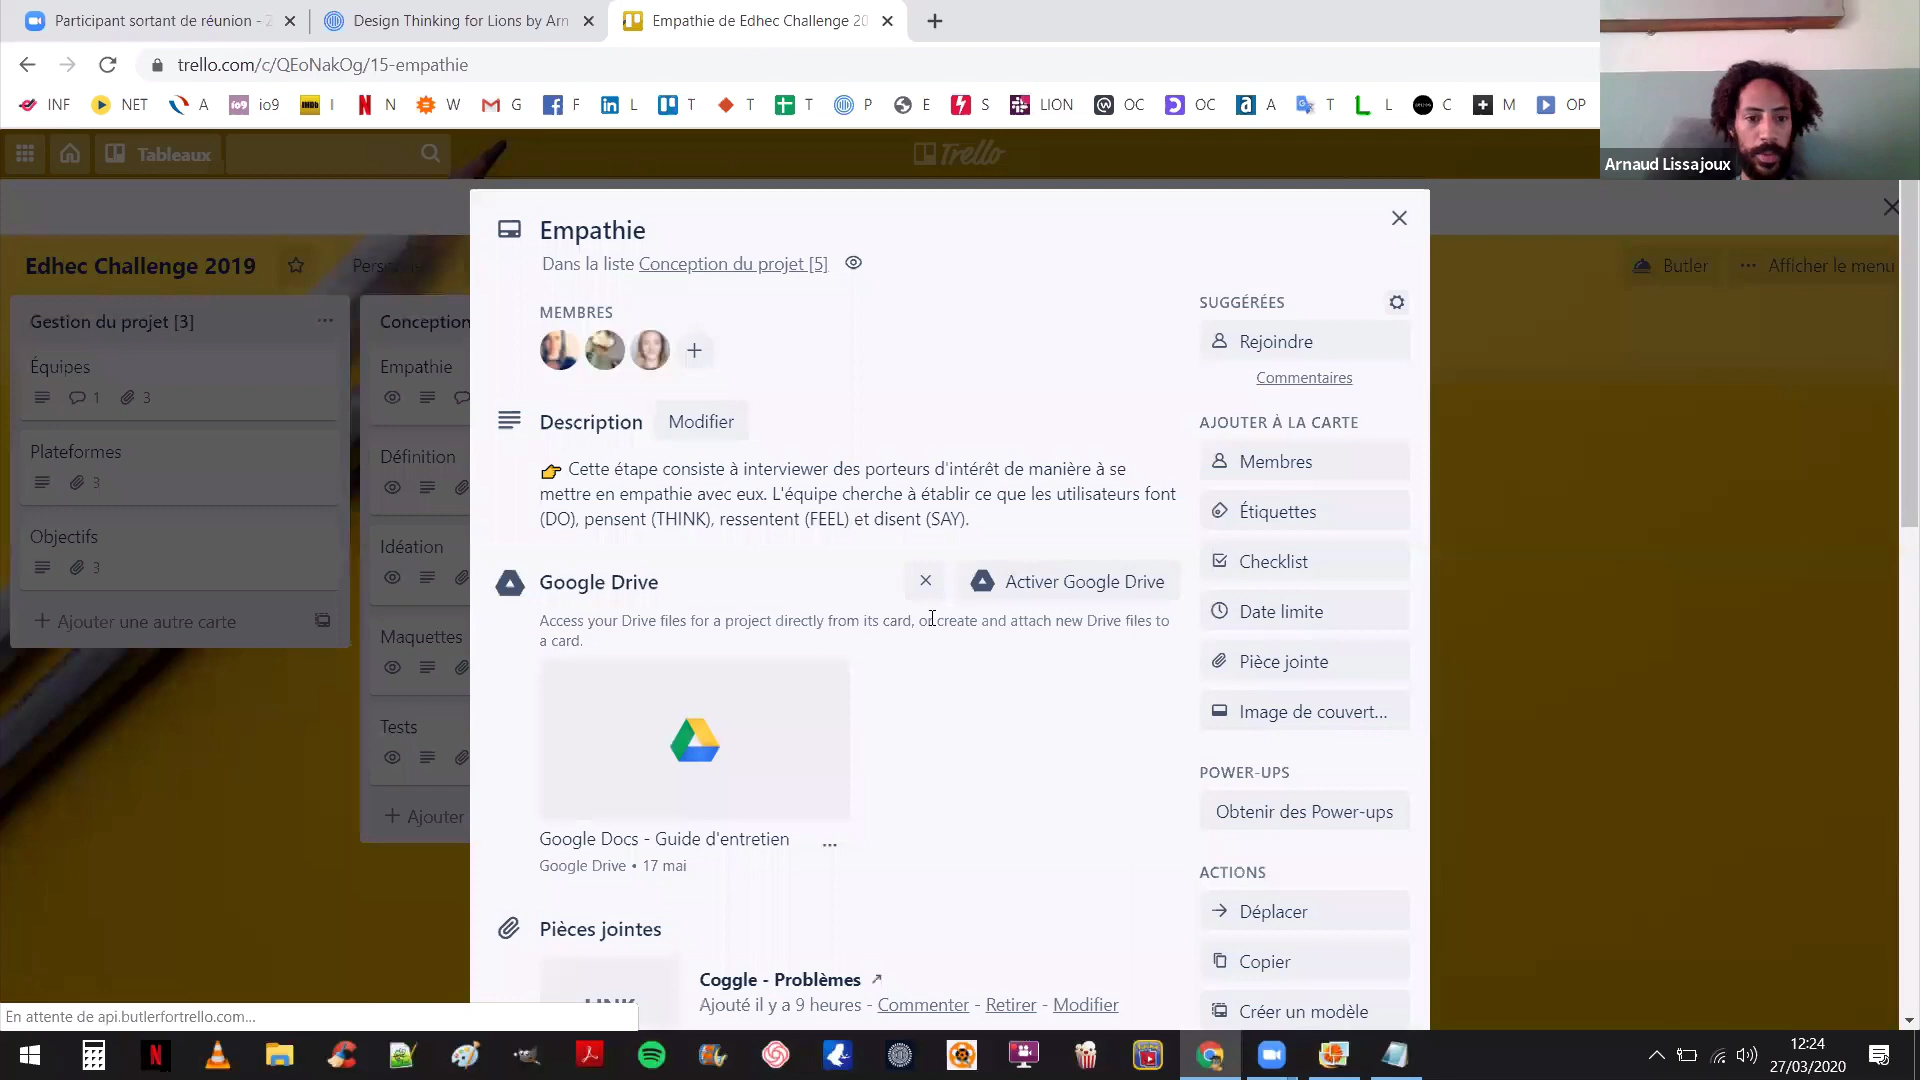 Participant sortant de réunion - Z
Design Thinking for Lions by Arn
Empathie de Edhec Challenge 20
trello.com/c/QEoNakOg/15-empathie
INF
NET
A
io9
I
N
W
G
F
L
T
T
T
P
E
S
LION
OC
OC
A
T
L
C
M
OP
Arnaud Lissajoux
Tableaux
Trello
Edhec Challenge 2019
Perso
Butler
Afficher le menu
Gestion du projet [3]
Équipes
1
3
Plateformes
3
Objectifs
3
Ajouter une autre carte
Conception
Empathie
Définition
Idéation
Maquettes
Tests
Ajouter
Empathie
Dans la liste Conception du projet [5]
MEMBRES
Description
Modifier
Cette étape consiste à interviewer des porteurs d'intérêt de manière à se
mettre en empathie avec eux. L'équipe cherche à établir ce que les utilisateurs font
(DO), pensent (THINK), ressentent (FEEL) et disent (SAY).
Google Drive
Activer Google Drive
Access your Drive files for a project directly from its card, or create and attach new Drive files to
a card.
Google Docs - Guide d'entretien
Google Drive • 17 mai
Pièces jointes
LINK
Coggle - Problèmes
Ajouté il y a 9 heures - Commenter - Retirer - Modifier
SUGGÉRÉES
Rejoindre
Commentaires
AJOUTER À LA CARTE
Membres
Étiquettes
Checklist
Date limite
Pièce jointe
Image de couvert...
POWER-UPS
Obtenir des Power-ups
ACTIONS
Déplacer
Copier
Créer un modèle
En attente de api.butlerfortrello.com...
12:24
27/03/2020